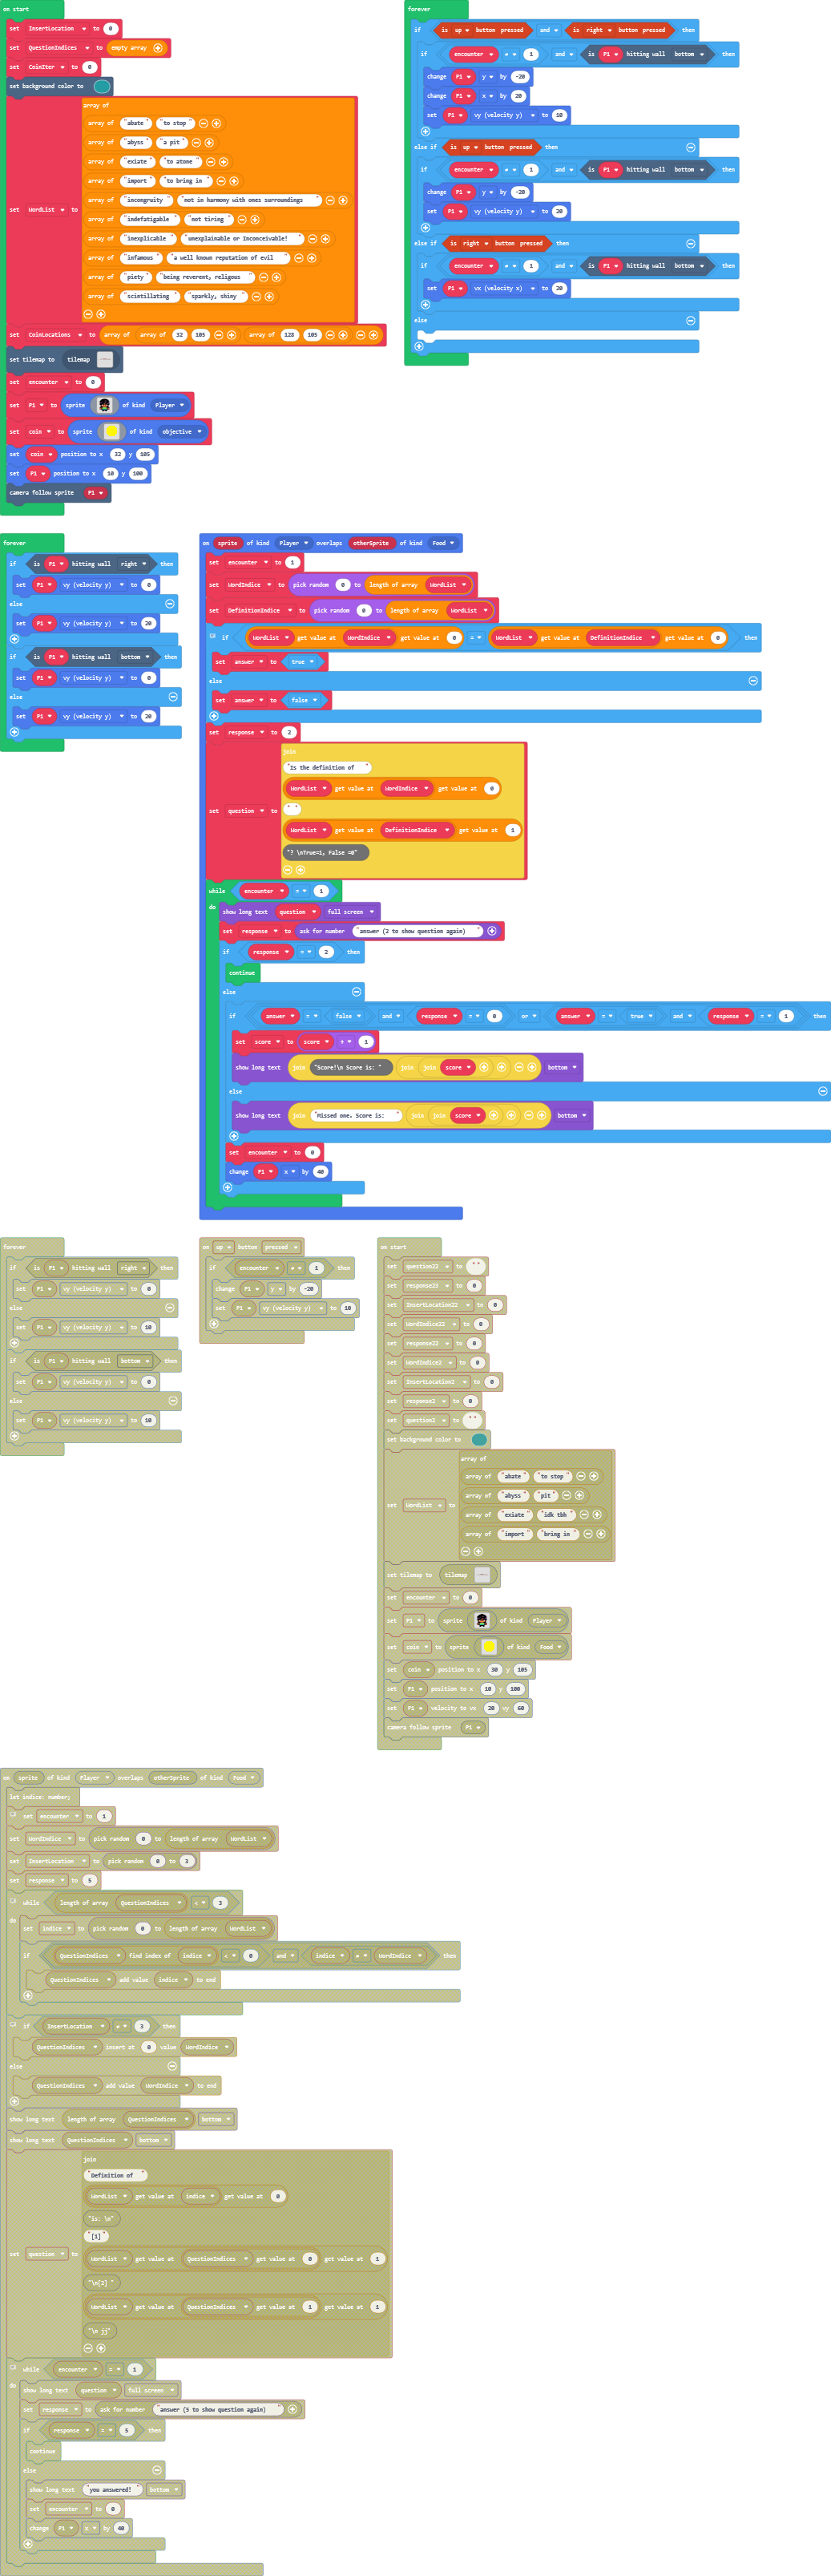 on start
set InsertLocation to 0
set QuestionIndices to empty array
set CoinIter to 0
set background color to
set WordList to array of
array of "abate" "to stop"
array of "abyss" "a pit"
array of "exiate" "to atone"
array of "import" "to bring in"
array of "incongruity" "not in harmony with ones surroundings"
array of "indefatigable" "not tiring"
array of "inexplicable" "unexplainable or Inconceivable!"
array of "infamous" "a well known reputation of evil"
array of "piety" "being reverent, religous"
array of "scintillating" "sparkly, shiny"
set CoinLocations to array of array of 32 105 array of 128 105
set tilemap to tilemap
set encounter to 0
set P1 to sprite of kind Player
set coin to sprite of kind objective
set coin position to x 32 y 105
set P1 position to x 10 y 100
camera follow sprite P1
forever
if is up button pressed and is right button pressed then
if encounter ≠ 1 and is P1 hitting wall bottom then
change P1 y by -20
change P1 x by 20
set P1 vy (velocity y) to 10
else if is up button pressed then
if encounter ≠ 1 and is P1 hitting wall bottom then
change P1 y by -20
set P1 vy (velocity y) to 20
else if is right button pressed then
if encounter ≠ 1 and is P1 hitting wall bottom then
set P1 vx (velocity x) to 20
else
forever
if is P1 hitting wall right then
set P1 vy (velocity y) to 0
else
set P1 vy (velocity y) to 20
if is P1 hitting wall bottom then
set P1 vy (velocity y) to 0
else
set P1 vy (velocity y) to 20
on sprite of kind Player overlaps otherSprite of kind Food
set encounter to 1
set WordIndice to pick random 0 to length of array WordList
set DefinitionIndice to pick random 0 to length of array WordList
if WordList get value at WordIndice get value at 0 = WordList get value at DefinitionIndice get value at 0 then
set answer to true
else
set answer to false
set response to 2
set question to join
"Is the definition of "
WordList get value at WordIndice get value at 0
" "
WordList get value at DefinitionIndice get value at 1
"? \nTrue=1, False =0"
while encounter = 1
do show long text question full screen
set response to ask for number "answer (2 to show question again)"
if response = 2 then
continue
else
if answer = false and response = 0 or answer = true and response = 1 then
set score to score + 1
show long text join "Score!\n Score is: " join join score bottom
else
show long text join "Missed one. Score is: " join join score bottom
set encounter to 0
change P1 x by 40
forever
if is P1 hitting wall right then
set P1 vy (velocity y) to 0
else
set P1 vy (velocity y) to 10
if is P1 hitting wall bottom then
set P1 vy (velocity y) to 0
else
set P1 vy (velocity y) to 10
on up button pressed
if encounter ≠ 1 then
change P1 y by -20
set P1 vy (velocity y) to 10
on start
set question22 to " "
set response23 to 0
set InsertLocation22 to 0
set WordIndice22 to 0
set response22 to 0
set WordIndice2 to 0
set InsertLocation2 to 0
set response2 to 0
set question2 to " "
set background color to
set WordList to array of
array of "abate" "to stop"
array of "abyss" "pit"
array of "exiate" "idk tbh"
array of "import" "bring in"
set tilemap to tilemap
set encounter to 0
set P1 to sprite of kind Player
set coin to sprite of kind Food
set coin position to x 30 y 105
set P1 position to x 10 y 100
set P1 velocity to vx 20 vy 60
camera follow sprite P1
on sprite of kind Player overlaps otherSprite of kind Food
let indice: number;
set encounter to 1
set WordIndice to pick random 0 to length of array WordList
set InsertLocation to pick random 0 to 3
set response to 5
while length of array QuestionIndices < 3
do set indice to pick random 0 to length of array WordList
if QuestionIndices find index of indice < 0 and indice ≠ WordIndice then
QuestionIndices add value indice to end
if InsertLocation ≠ 3 then
QuestionIndices insert at 0 value WordIndice
else
QuestionIndices add value WordIndice to end
show long text length of array QuestionIndices bottom
show long text QuestionIndices bottom
set question to join
"Definition of "
WordList get value at indice get value at 0
"is: \n"
"[1]"
WordList get value at QuestionIndices get value at 0 get value at 1
"\n[2] "
WordList get value at QuestionIndices get value at 1 get value at 1
"\n jj"
while encounter = 1
do show long text question full screen
set response to ask for number "answer (5 to show question again)"
if response = 5 then
continue
else
show long text "you answered!" bottom
set encounter to 0
change P1 x by 40